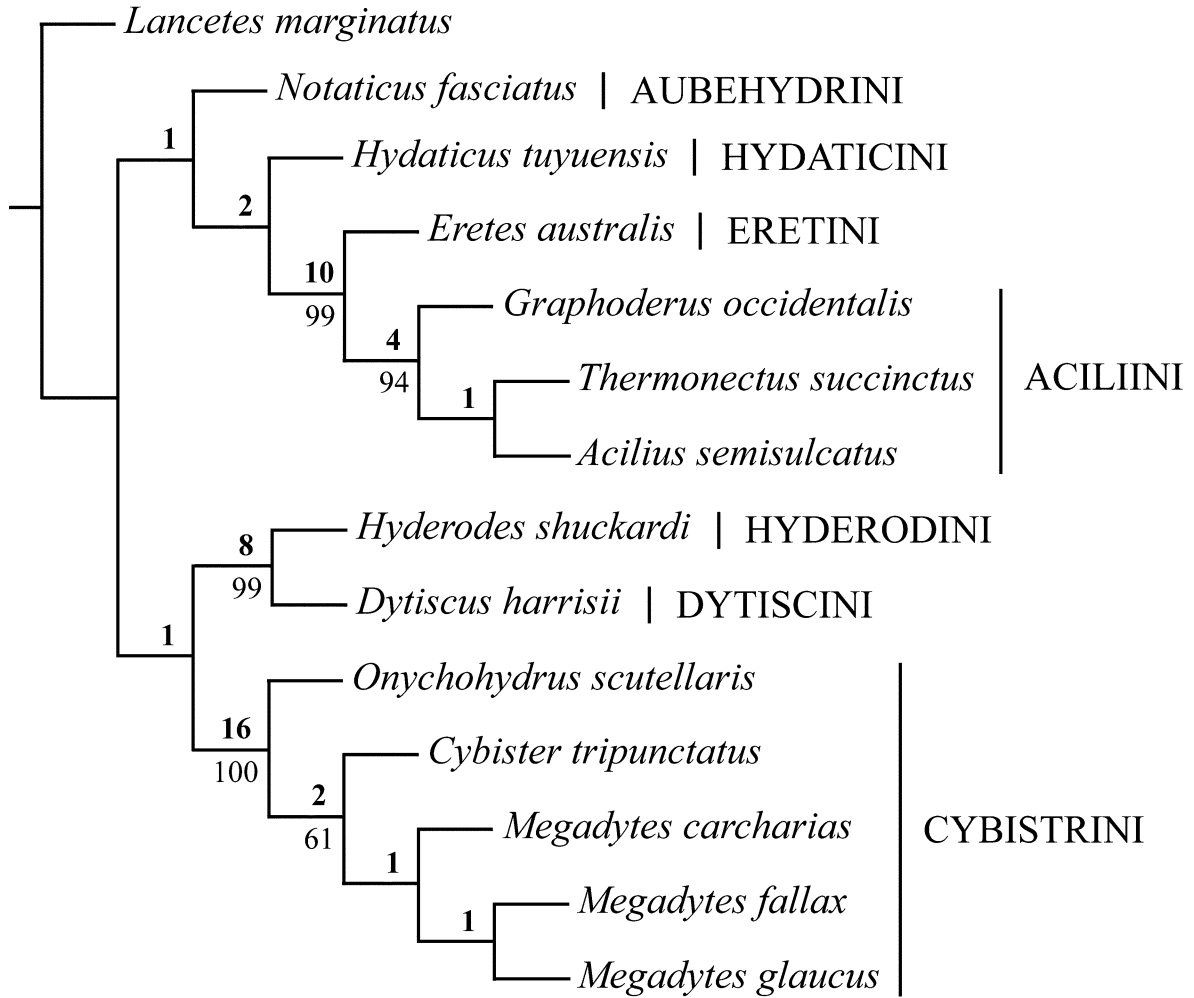 Lancetes marginatus
Notaticus fasciatus | AUBEHYDRINI
1
Hydaticus tuyuensis | HYDATICINI
2
Eretes australis | ERETINI
10
99
Graphoderus occidentalis
4
94
Thermonectus succinctus
ACILIINI
1
Acilius semisulcatus
Hyderodes shuckardi | HYDERODINI
8
99
Dytiscus harrisii | DYTISCINI
1
Onychohydrus scutellaris
16
100
Cybister tripunctatus
2
61
Megadytes carcharias
CYBISTRINI
1
Megadytes fallax
1
Megadytes glaucus